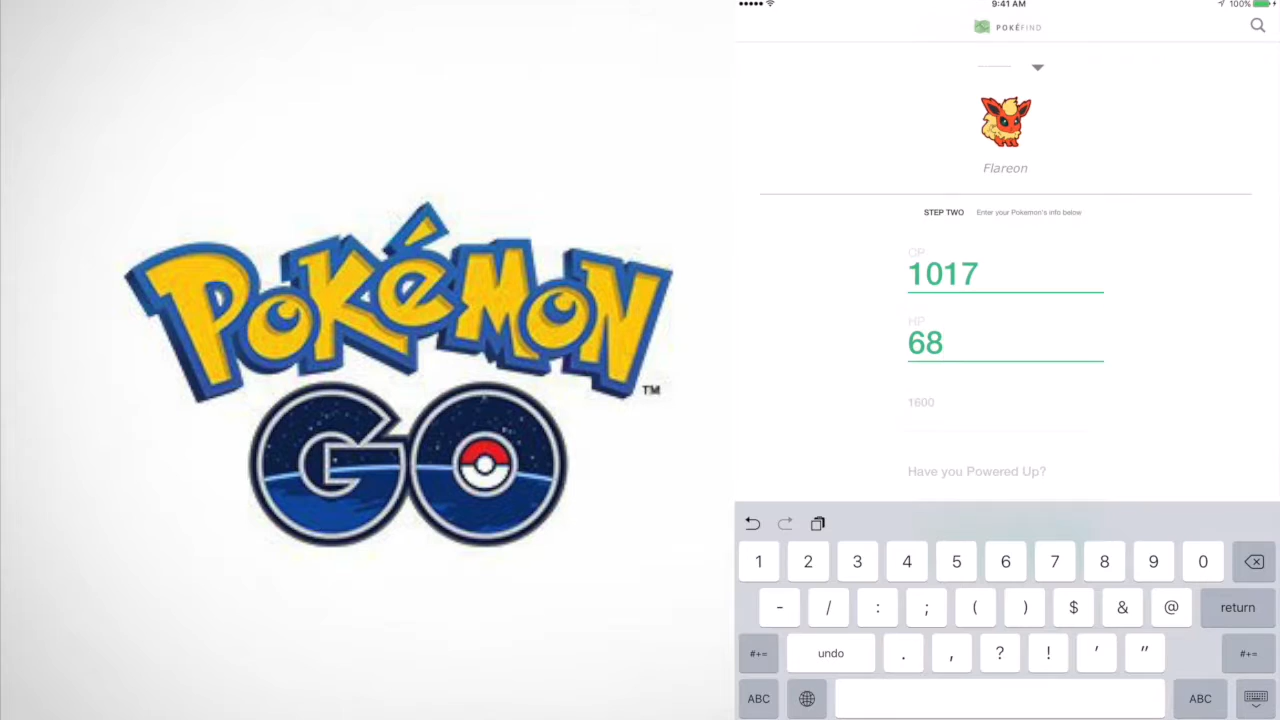 POKÉMON
™
GO
9:41 AM
100%
POKÉFIND
Flareon
STEP TWO Enter your Pokemon's info below
CP
1017
HP
68
1600
Have you Powered Up?
1 2 3 4 5 6 7 8 9 0
- / : ; ( ) $ & @ return
#+= undo . , ? ! ' " #+=
ABC ABC